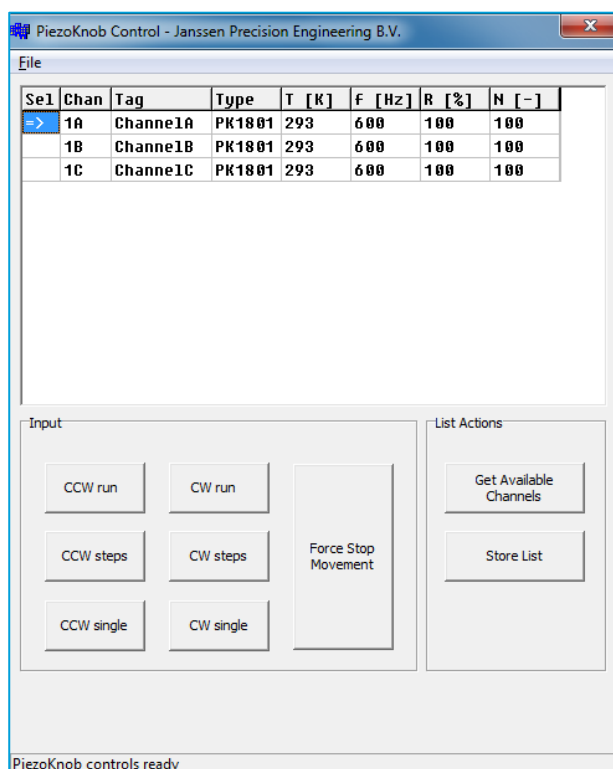 PiezoKnob Control - Janssen Precision Engineering B.V.
File
Sel Chan Tag Type T [K] f [Hz] R [%] N [-]
=> 1A ChannelA PK1801 293 600 100 100
1B ChannelB PK1801 293 600 100 100
1C ChannelC PK1801 293 600 100 100
Input
CCW run
CW run
CCW steps
CW steps
CCW single
CW single
Force Stop
Movement
List Actions
Get Available
Channels
Store List
PiezoKnob controls ready